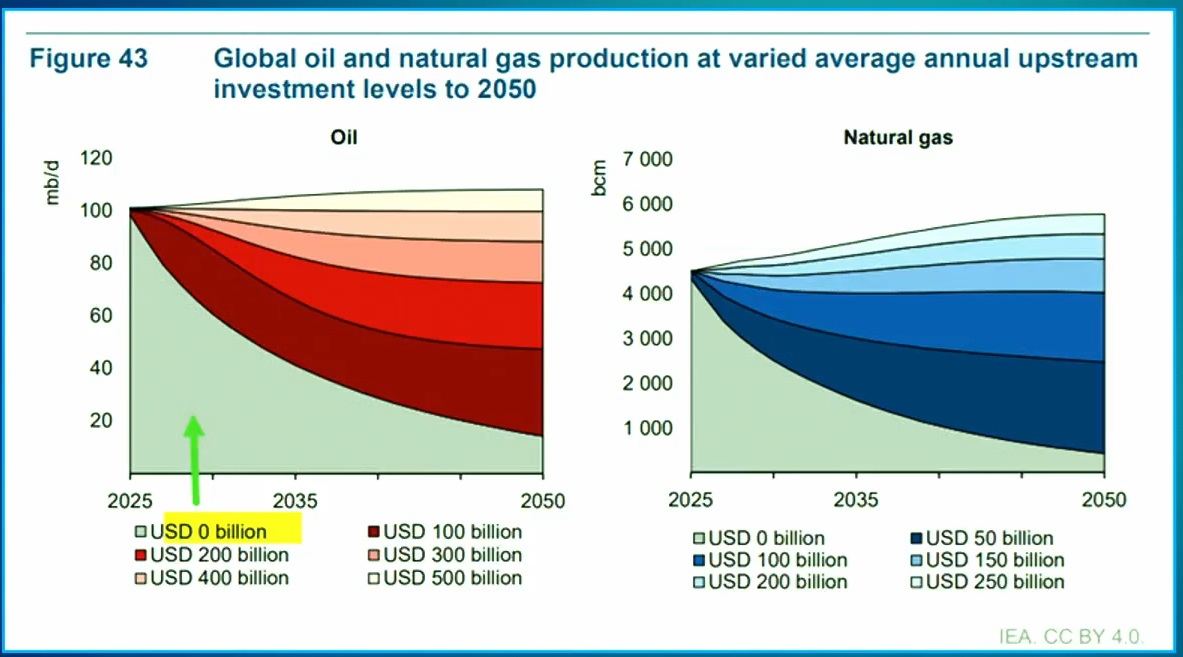 Figure 43 Global oil and natural gas production at varied average annual upstream
investment levels to 2050
Oil
mb/d
120
100
80
60
40
20
2025 2035 2050
USD 0 billion USD 100 billion
USD 200 billion USD 300 billion
USD 400 billion USD 500 billion
Natural gas
bcm
7 000
6 000
5 000
4 000
3 000
2 000
1 000
2025 2035 2050
USD 0 billion USD 50 billion
USD 100 billion USD 150 billion
USD 200 billion USD 250 billion
IEA. CC BY 4.0.